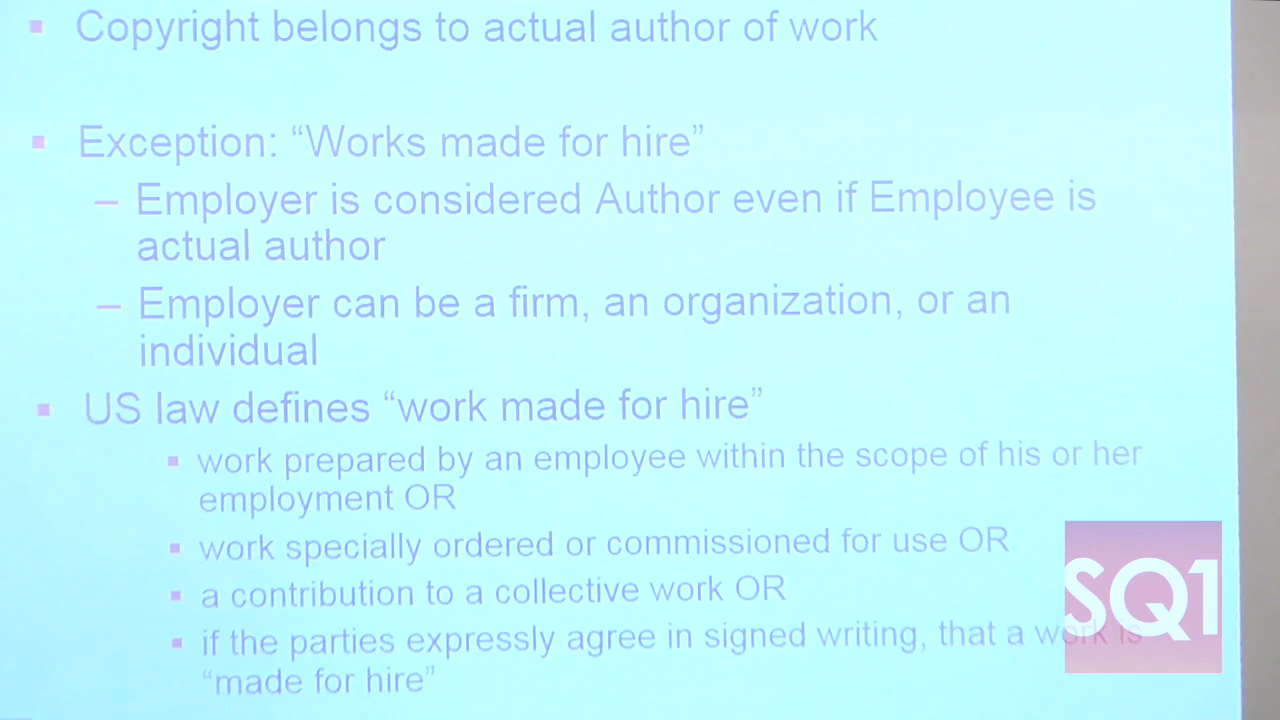 ▪ Copyright belongs to actual author of work
▪ Exception: “Works made for hire”
– Employer is considered Author even if Employee is
actual author
– Employer can be a firm, an organization, or an
individual
▪ US law defines “work made for hire”
▪ work prepared by an employee within the scope of his or her
employment OR
▪ work specially ordered or commissioned for use OR
▪ a contribution to a collective work OR
▪ if the parties expressly agree in signed writing, that a work is
“made for hire”
SQ1